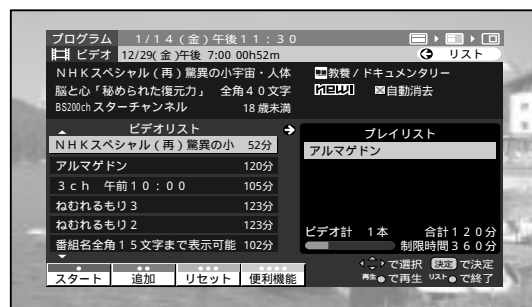 プログラム 1/14(金)午後11:30
ビデオ 12/29(金)午後 7:00 00h52m リスト
NHKスペシャル(再)驚異の小宇宙・人体 教養/ドキュメンタリー
脳と心「秘められた復元力」 全角40文字 NEW! 自動消去
BS200ch スターチャンネル 18歳未満
ビデオリスト
NHKスペシャル(再)驚異の小 52分
アルマゲドン 120分
3ch 午前10:00 105分
ねむれるもり3 123分
ねむれるもり2 123分
番組名全角15文字まで表示可能 102分
プレイリスト
アルマゲドン
ビデオ計 1本 合計120分
制限時間360分
スタート 追加 リセット 便利機能
で選択 決定 で決定
再生 で再生 リスト で終了